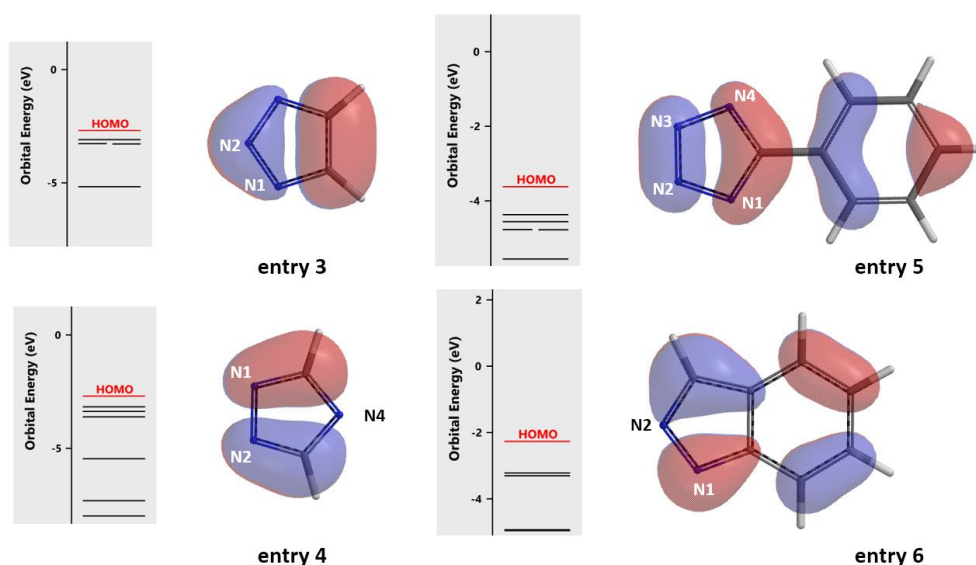 Orbital Energy (eV)
0
HOMO
-5
N2
N1
entry 3
Orbital Energy (eV)
0
-2
HOMO
-4
N4
N3
N2
N1
entry 5
Orbital Energy (eV)
0
HOMO
-5
N1
N4
N2
entry 4
Orbital Energy (eV)
2
0
HOMO
-2
-4
N2
N1
entry 6